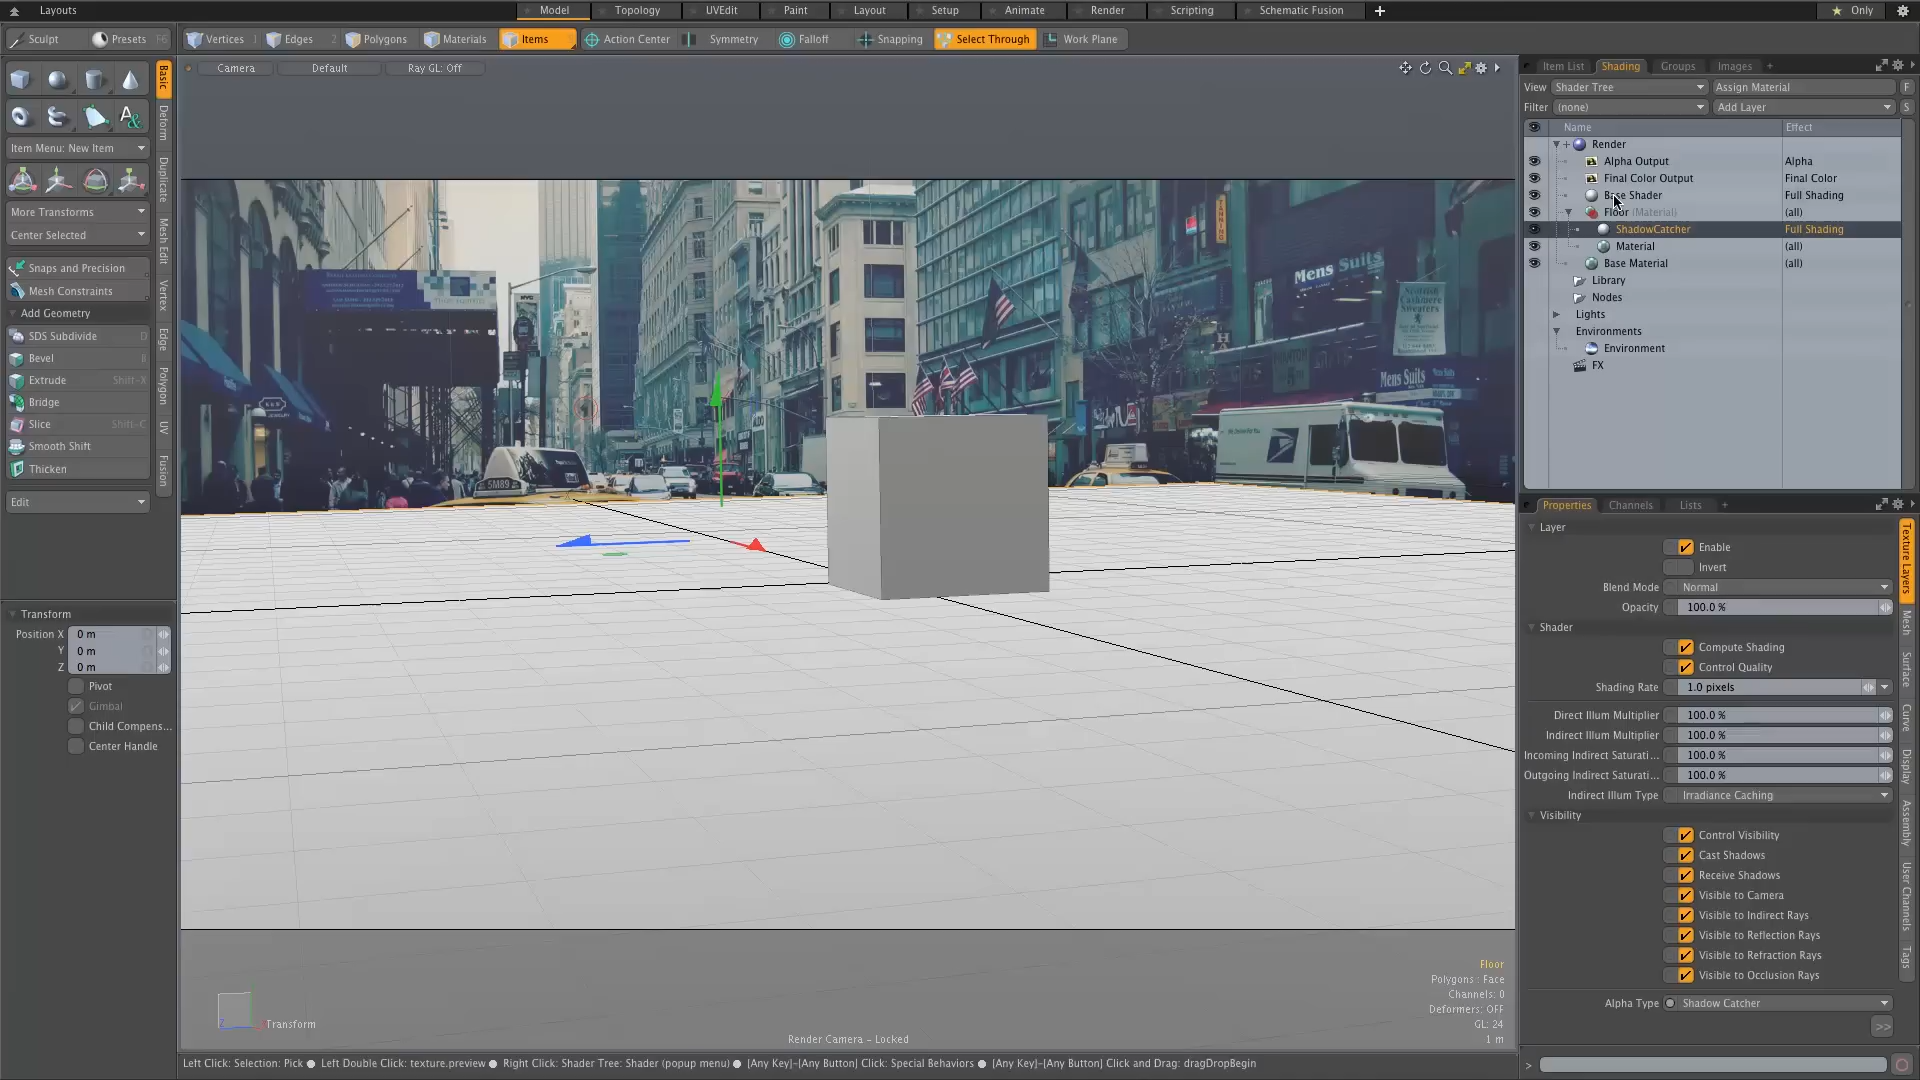 Layouts
Model
Topology
UVEdit
Paint
Layout
Setup
Animate
Render
Scripting
Schematic Fusion
Only
Sculpt
Presets F6
Vertices 1
Edges 2
Polygons
Materials
Items
Action Center
Symmetry
Falloff
Snapping
Select Through
Work Plane
Camera
Default
Ray GL: Off
Basic
Deform
Duplicate
Mesh Edit
Vertex
Edge
Polygon
UV
Fusion
Item Menu: New Item
More Transforms
Center Selected
Snaps and Precision
Mesh Constraints
Add Geometry
SDS Subdivide D
Bevel
Extrude Shift-X
Bridge
Slice Shift-C
Smooth Shift
Thicken
Edit
Transform
Position X 0 m
Y 0 m
Z 0 m
Pivot
Gimbal
Child Compens...
Center Handle
Mens Suits
Scottish
Cashmere
Sweaters
TANNING
Mens Suits
5M89
Floor
Polygons : Face
Channels: 0
Deformers: OFF
GL: 24
1 m
Transform
Render Camera - Locked
Left Click: Selection: Pick ● Left Double Click: texture.preview ● Right Click: Shader Tree: Shader (popup menu) ● [Any Key]-[Any Button] Click: Special Behaviors ● [Any Key]-[Any Button] Click and Drag: dragDropBegin
Item List
Shading
Groups
Images
View Shader Tree
Assign Material F
Filter (none)
Add Layer S
Name Effect
Render
Alpha Output Alpha
Final Color Output Final Color
Base Shader Full Shading
Floor (Material) (all)
ShadowCatcher Full Shading
Material (all)
Base Material (all)
Library
Nodes
Lights
Environments
Environment
FX
Properties
Channels
Lists
Layer
Enable
Invert
Blend Mode Normal
Opacity 100.0 %
Shader
Compute Shading
Control Quality
Shading Rate 1.0 pixels
Direct Illum Multiplier 100.0 %
Indirect Illum Multiplier 100.0 %
Incoming Indirect Saturati... 100.0 %
Outgoing Indirect Saturati... 100.0 %
Indirect Illum Type Irradiance Caching
Visibility
Control Visibility
Cast Shadows
Receive Shadows
Visible to Camera
Visible to Indirect Rays
Visible to Reflection Rays
Visible to Refraction Rays
Visible to Occlusion Rays
Alpha Type Shadow Catcher
>>
>
Texture Layers
Mesh
Surface
Curve
Display
Assembly
User Channels
Tags